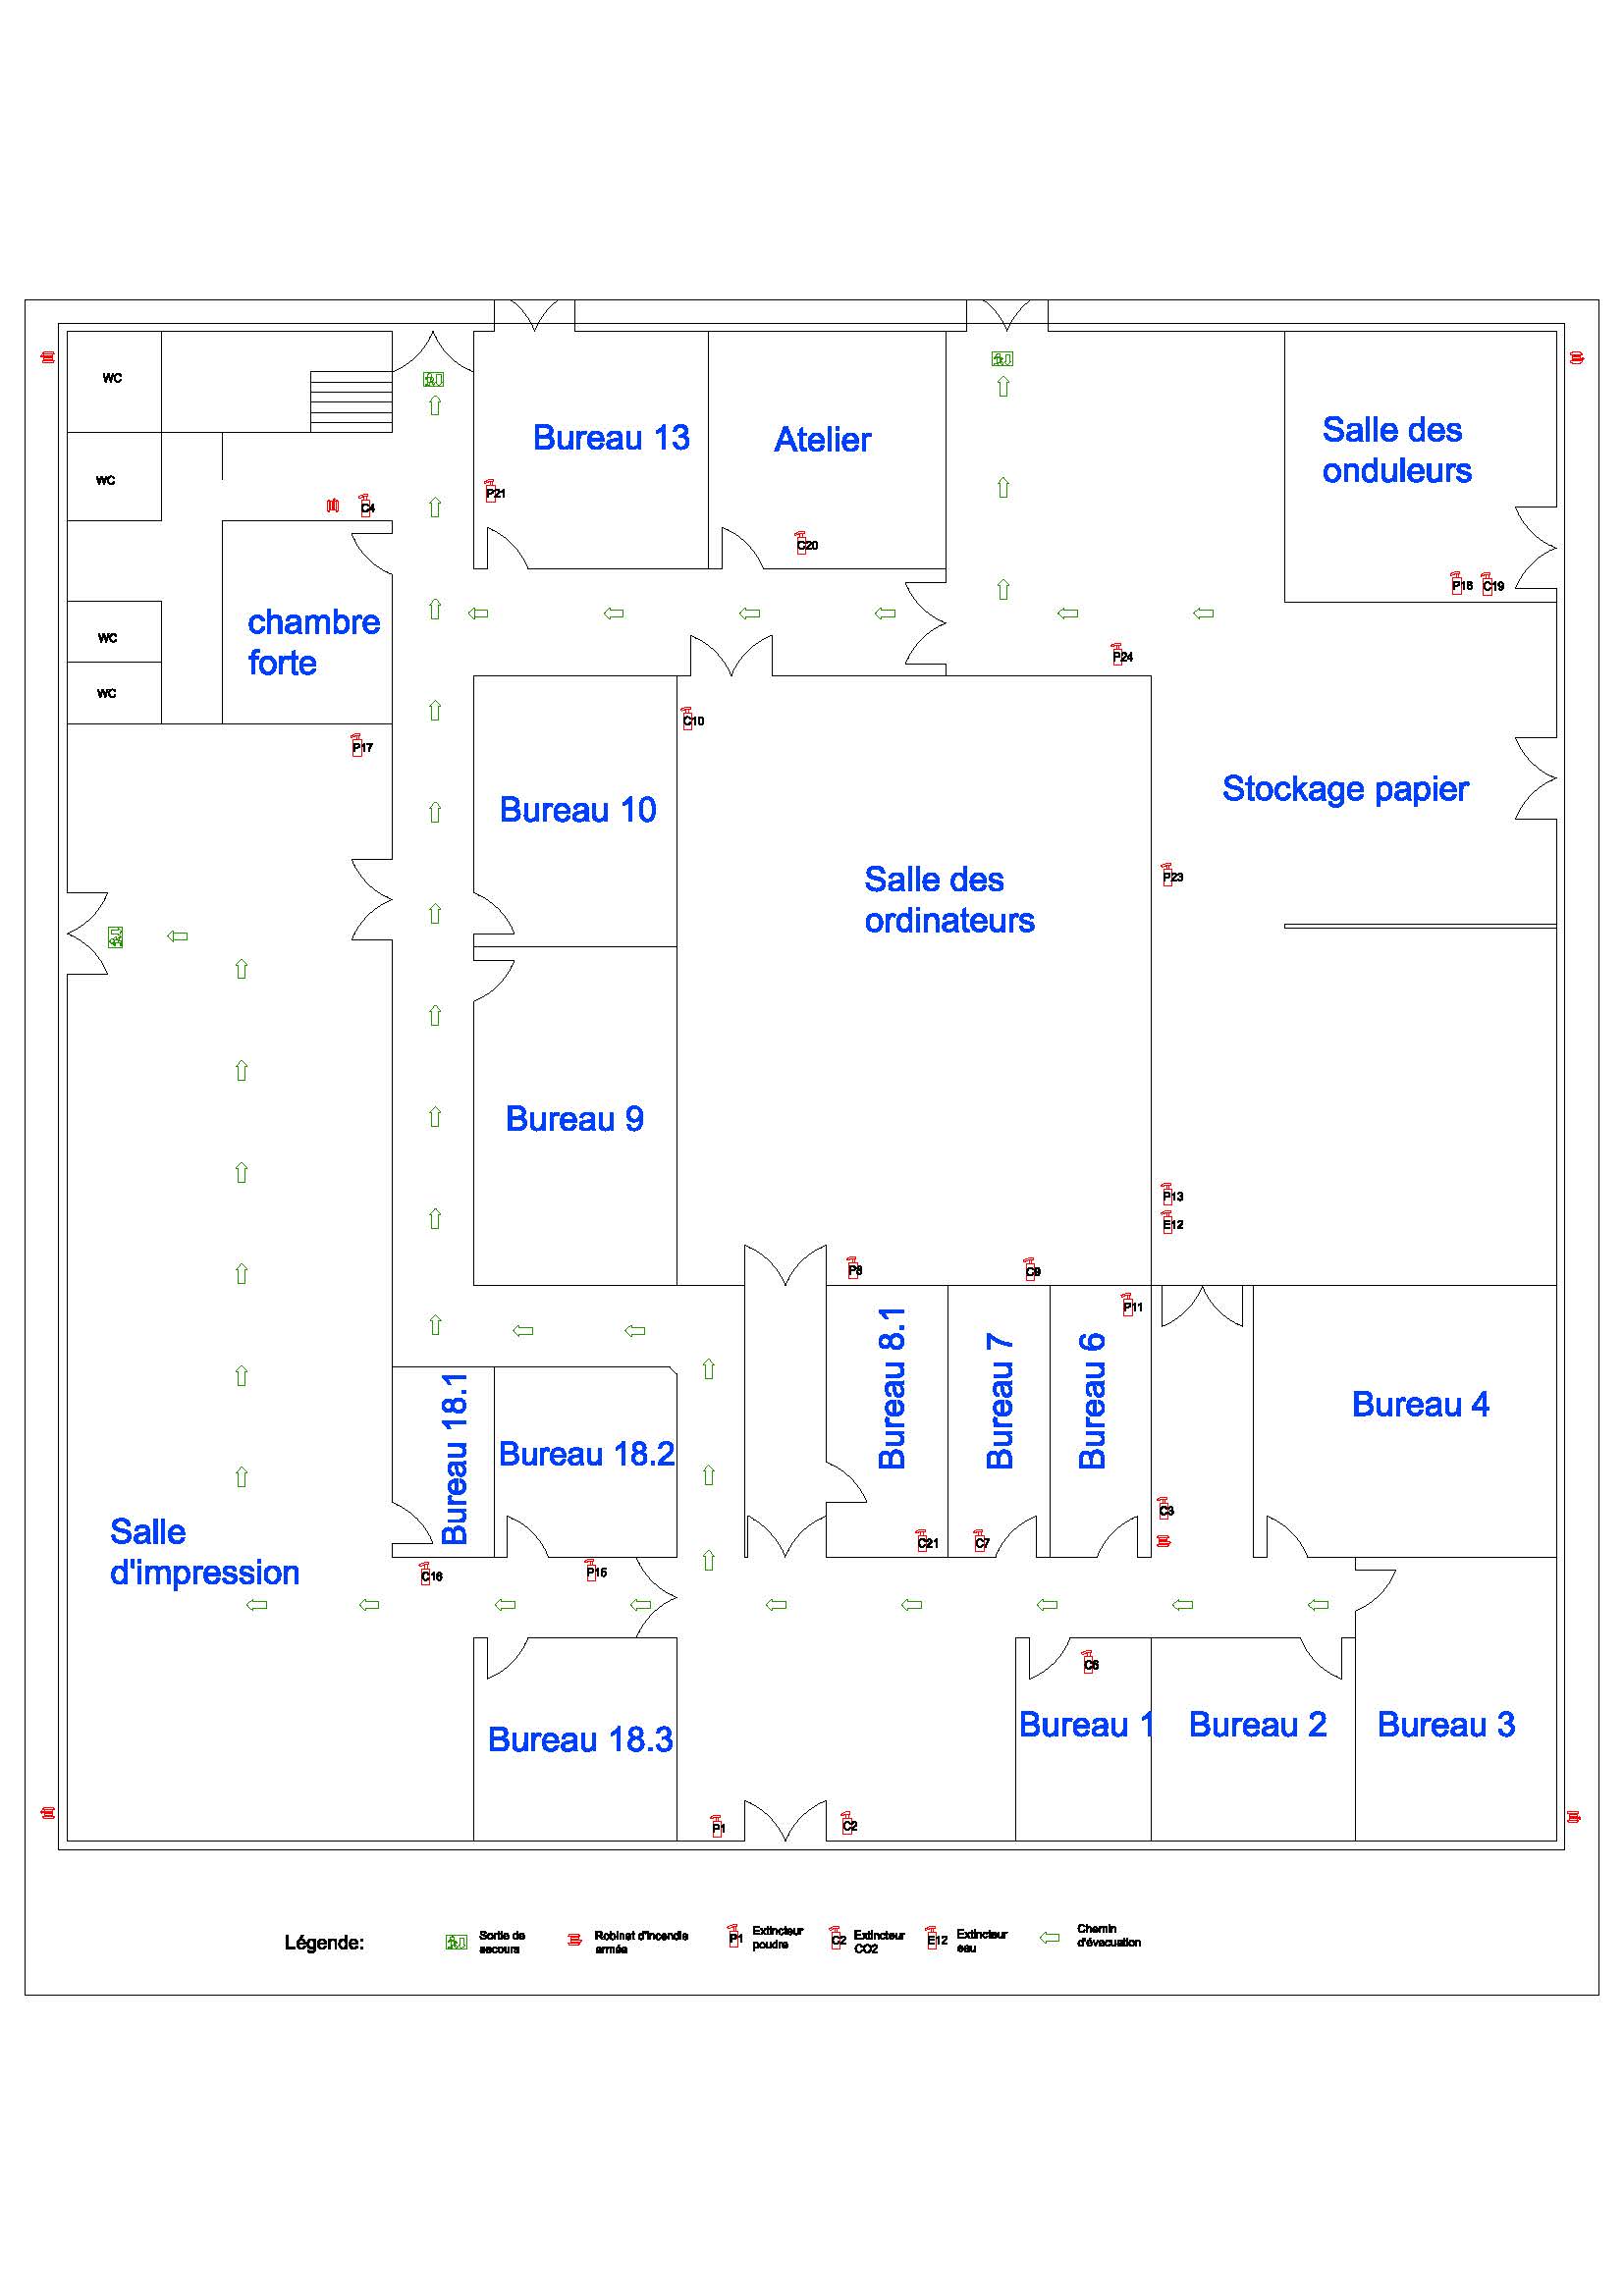 WC
Bureau 13
Atelier
Salle des
onduleurs
WC
P21
C4
C20
P18
C19
chambre
forte
WC
P24
WC
C10
P17
Stockage papier
Bureau 10
Salle des
ordinateurs
P23
Bureau 9
P13
E12
P8
C9
P11
Bureau 8.1
Bureau 7
Bureau 6
Bureau 4
Bureau 18.1
Bureau 18.2
C3
Salle
d'impression
C21
C7
C16
P15
C6
Bureau 18.3
Bureau 1
Bureau 2
Bureau 3
P1
C2
Légende:
Sortie de
secours
Robinet d'incendie
armée
P1
Extincteur
poudre
C2
Extincteur
CO2
E12
Extincteur
eau
Chemin
d'évacuation